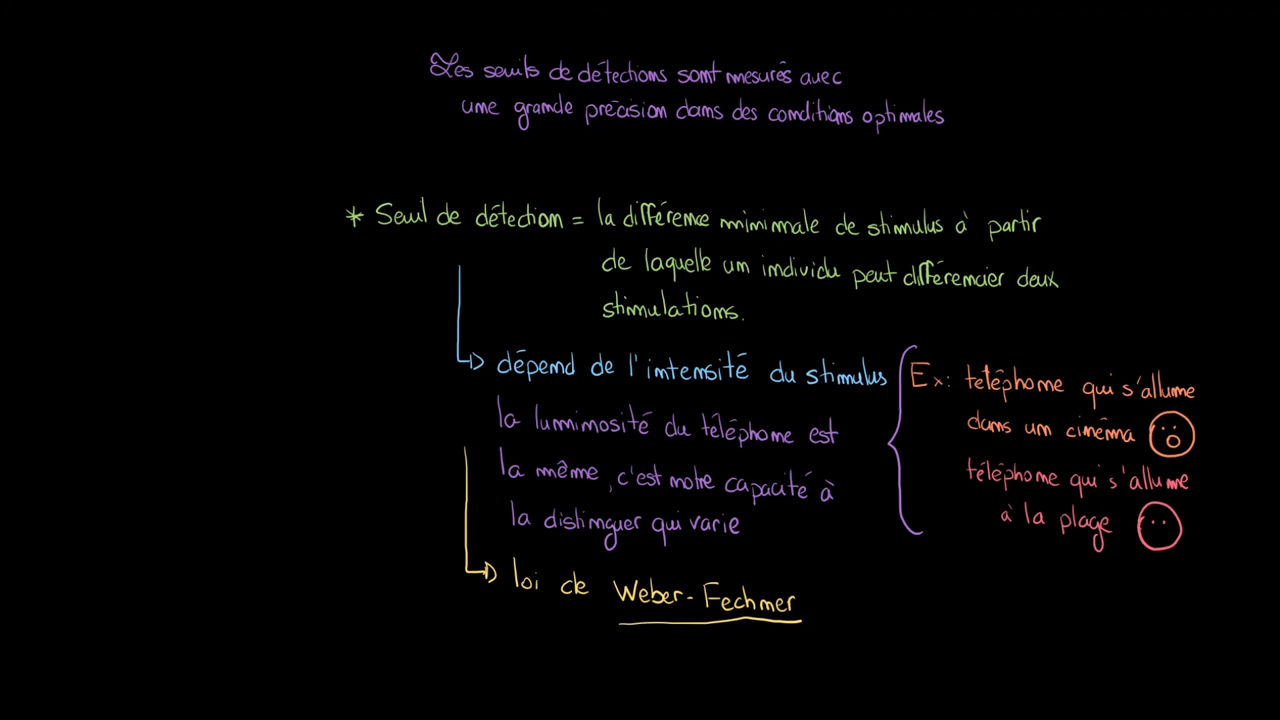 Les seuils de détections sont mesurés avec
une grande précision dans des conditions optimales
* Seuil de détection = la différence minimale de stimulus à partir
de laquelle un individu peut différencier deux
stimulations.
dépend de l'intensité du stimulus
la luminosité du téléphone est
la même, c'est notre capacité à
la distinguer qui varie
Ex: téléphone qui s'allume
dans un cinéma
téléphone qui s'allume
à la plage
loi de Weber-Fechner